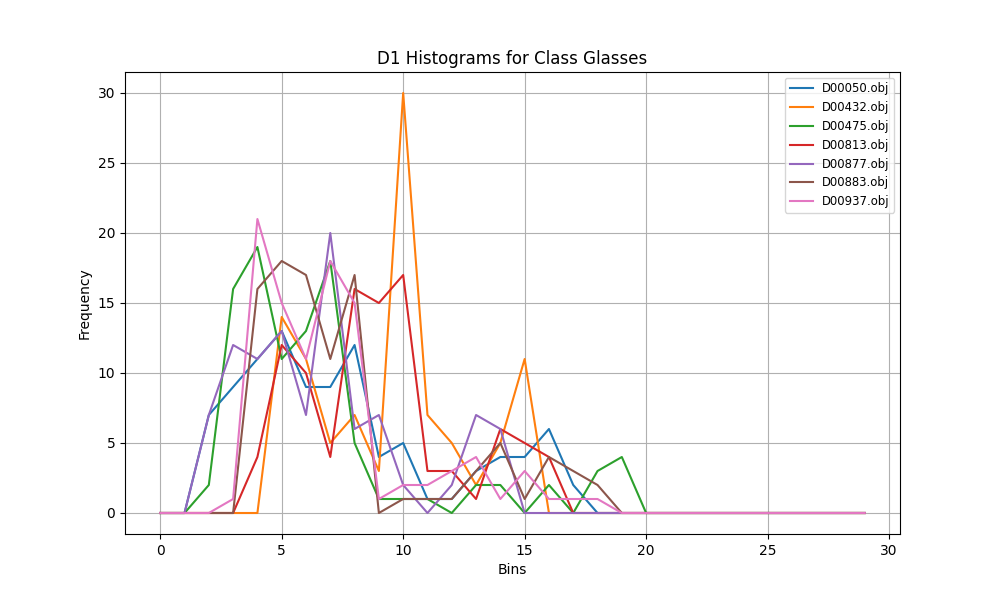 D1 Histograms for Class Glasses
30
25
20
15
10
5
0
Frequency
0 5 10 15 20 25 30
Bins
D00050.obj
D00432.obj
D00475.obj
D00813.obj
D00877.obj
D00883.obj
D00937.obj